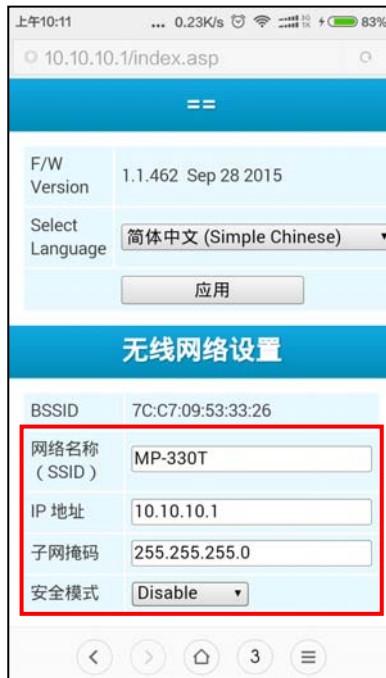 上午10:11 ... 0.23K/s 83%
10.10.10.1/index.asp
==
F/W
Version
1.1.462 Sep 28 2015
Select
Language
简体中文 (Simple Chinese)
应用
无线网络设置
BSSID 7C:C7:09:53:33:26
网络名称
（SSID）
MP-330T
IP 地址 10.10.10.1
子网掩码 255.255.255.0
安全模式 Disable
3